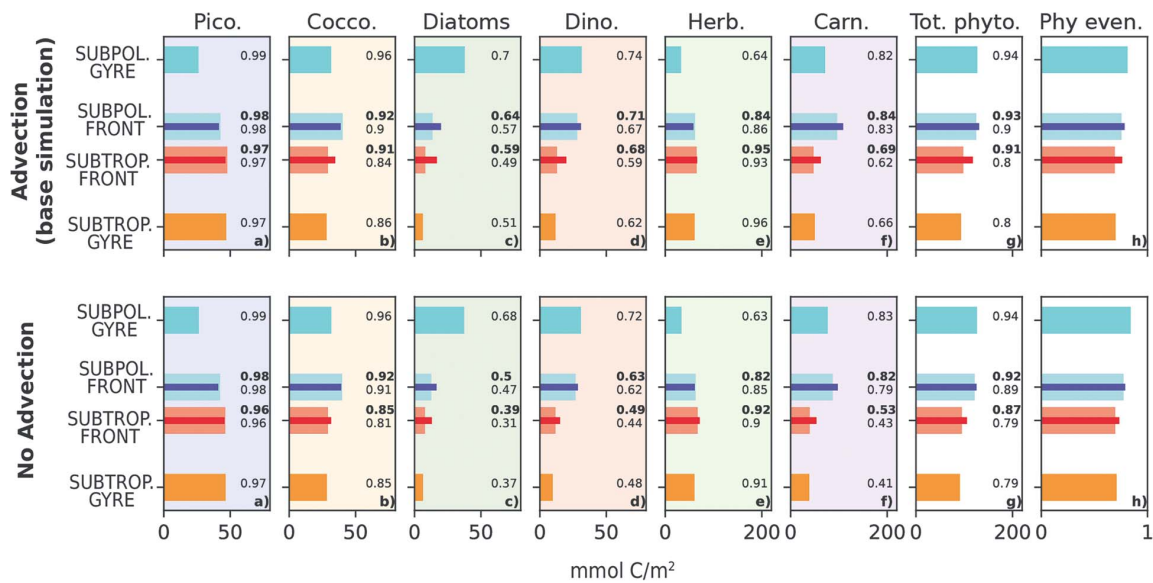 Pico. Cocco. Diatoms Dino. Herb. Carn. Tot. phyto. Phy even.
Advection
(base simulation)
SUBPOL.
GYRE
0.99 0.96 0.7 0.74 0.64 0.82 0.94
SUBPOL.
FRONT
0.98 0.92 0.64 0.71 0.84 0.84 0.93
0.98 0.9 0.57 0.67 0.86 0.83 0.9
SUBTROP.
FRONT
0.97 0.91 0.59 0.68 0.95 0.69 0.91
0.97 0.84 0.49 0.59 0.93 0.62 0.8
SUBTROP.
GYRE
0.97 0.86 0.51 0.62 0.96 0.66 0.8
a) b) c) d) e) f) g) h)
No Advection
SUBPOL.
GYRE
0.99 0.96 0.68 0.72 0.63 0.83 0.94
SUBPOL.
FRONT
0.98 0.92 0.5 0.63 0.82 0.82 0.92
0.98 0.91 0.47 0.62 0.85 0.79 0.89
SUBTROP.
FRONT
0.96 0.85 0.39 0.49 0.92 0.53 0.87
0.96 0.81 0.31 0.44 0.9 0.43 0.79
SUBTROP.
GYRE
0.97 0.85 0.37 0.48 0.91 0.41 0.79
a) b) c) d) e) f) g) h)
0 50 0 50 0 50 0 50 0 200 0 200 0 200 0 1
mmol C/m²